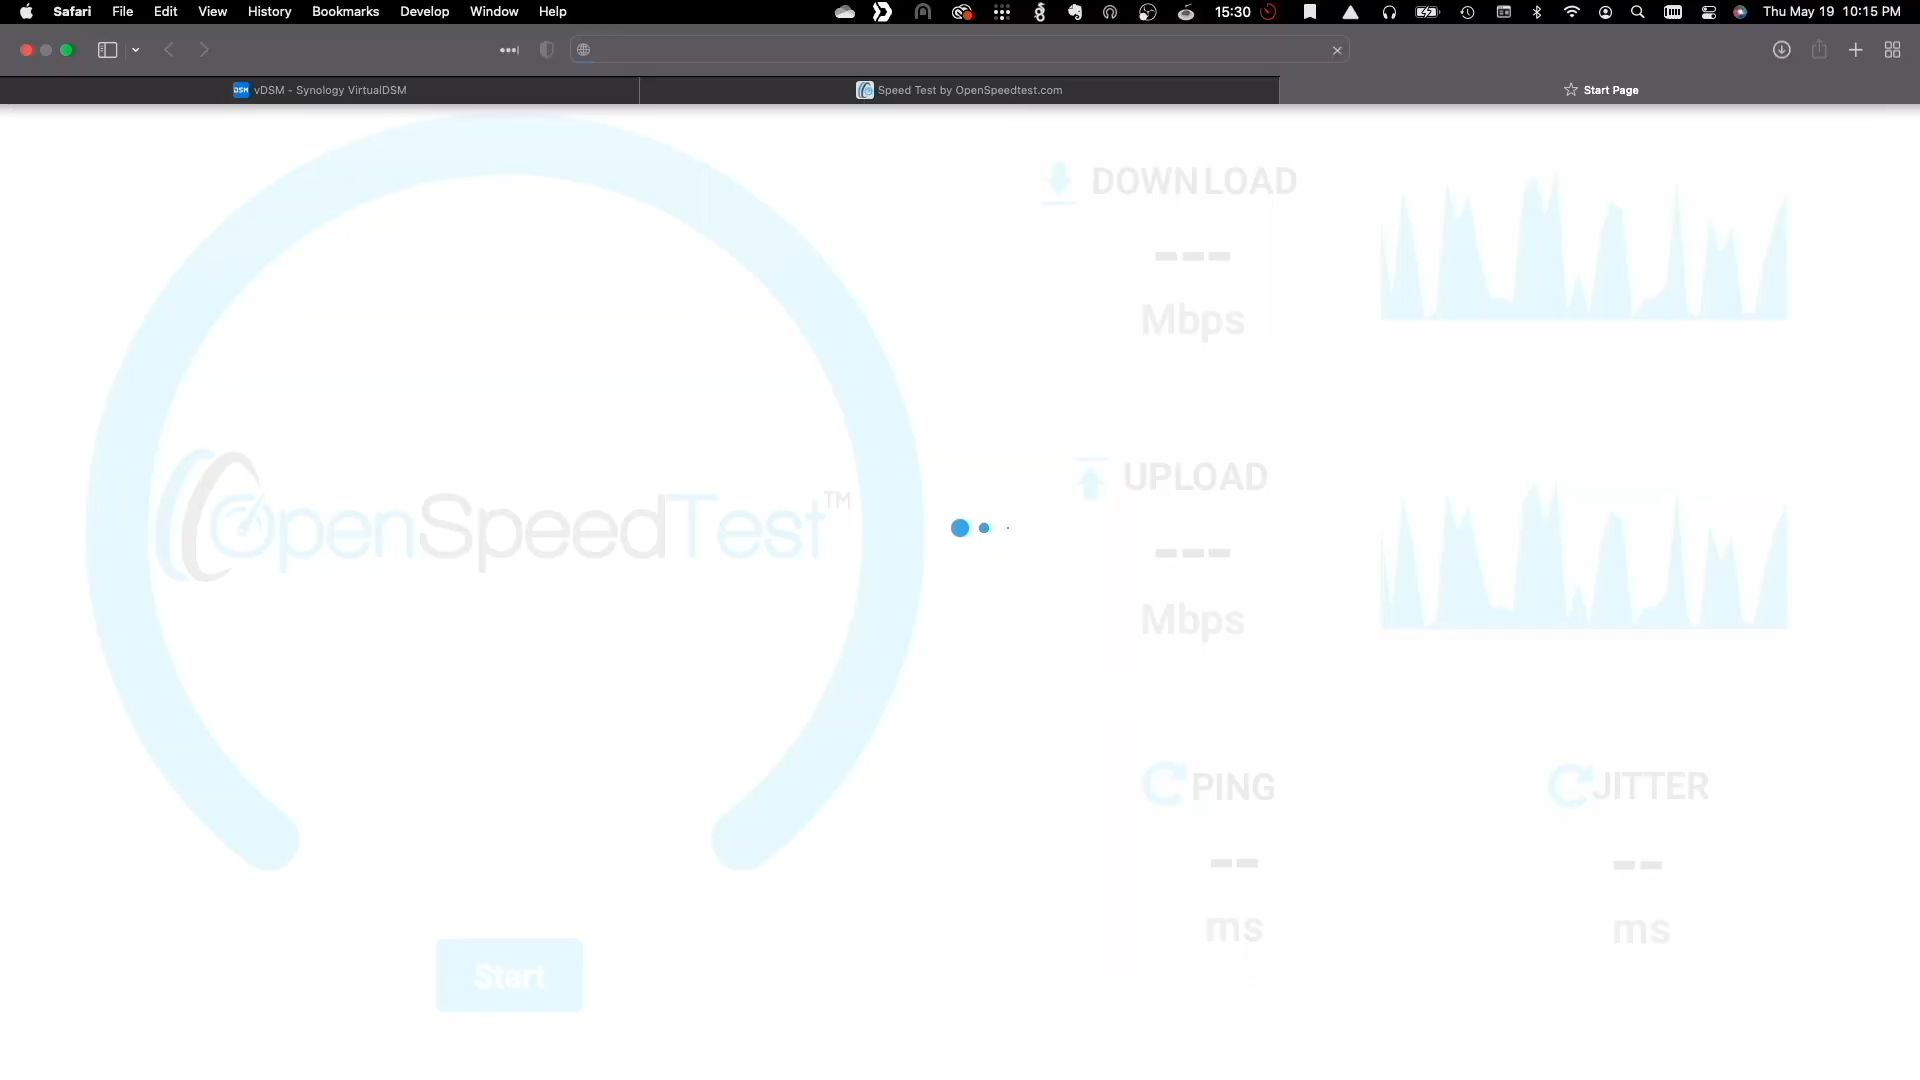 Safari File Edit View History Bookmarks Develop Window Help 15:30 Thu May 19 10:15 PM
DSM vDSM - Synology VirtualDSM
Speed Test by OpenSpeedtest.com
Start Page
DOWNLOAD
---
Mbps
OpenSpeedTest™
UPLOAD
---
Mbps
PING
--
ms
JITTER
--
ms
Start